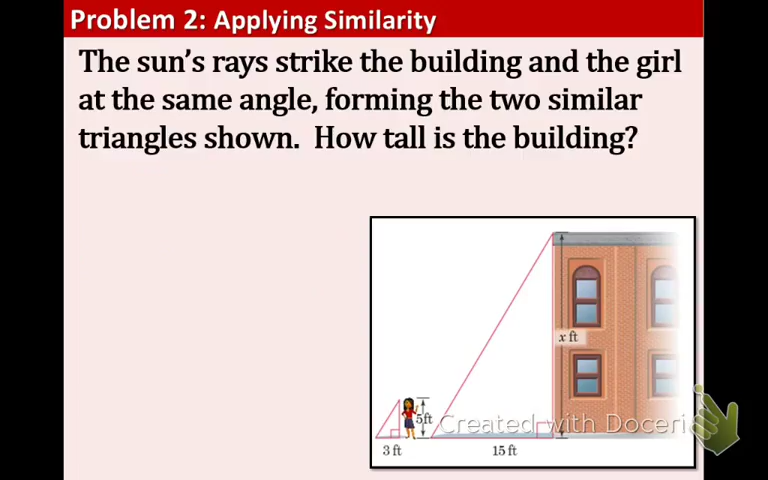 Problem 2: Applying Similarity
The sun’s rays strike the building and the girl
at the same angle, forming the two similar
triangles shown.  How tall is the building?
x ft
5ft
Created with Doceri
3 ft
15 ft